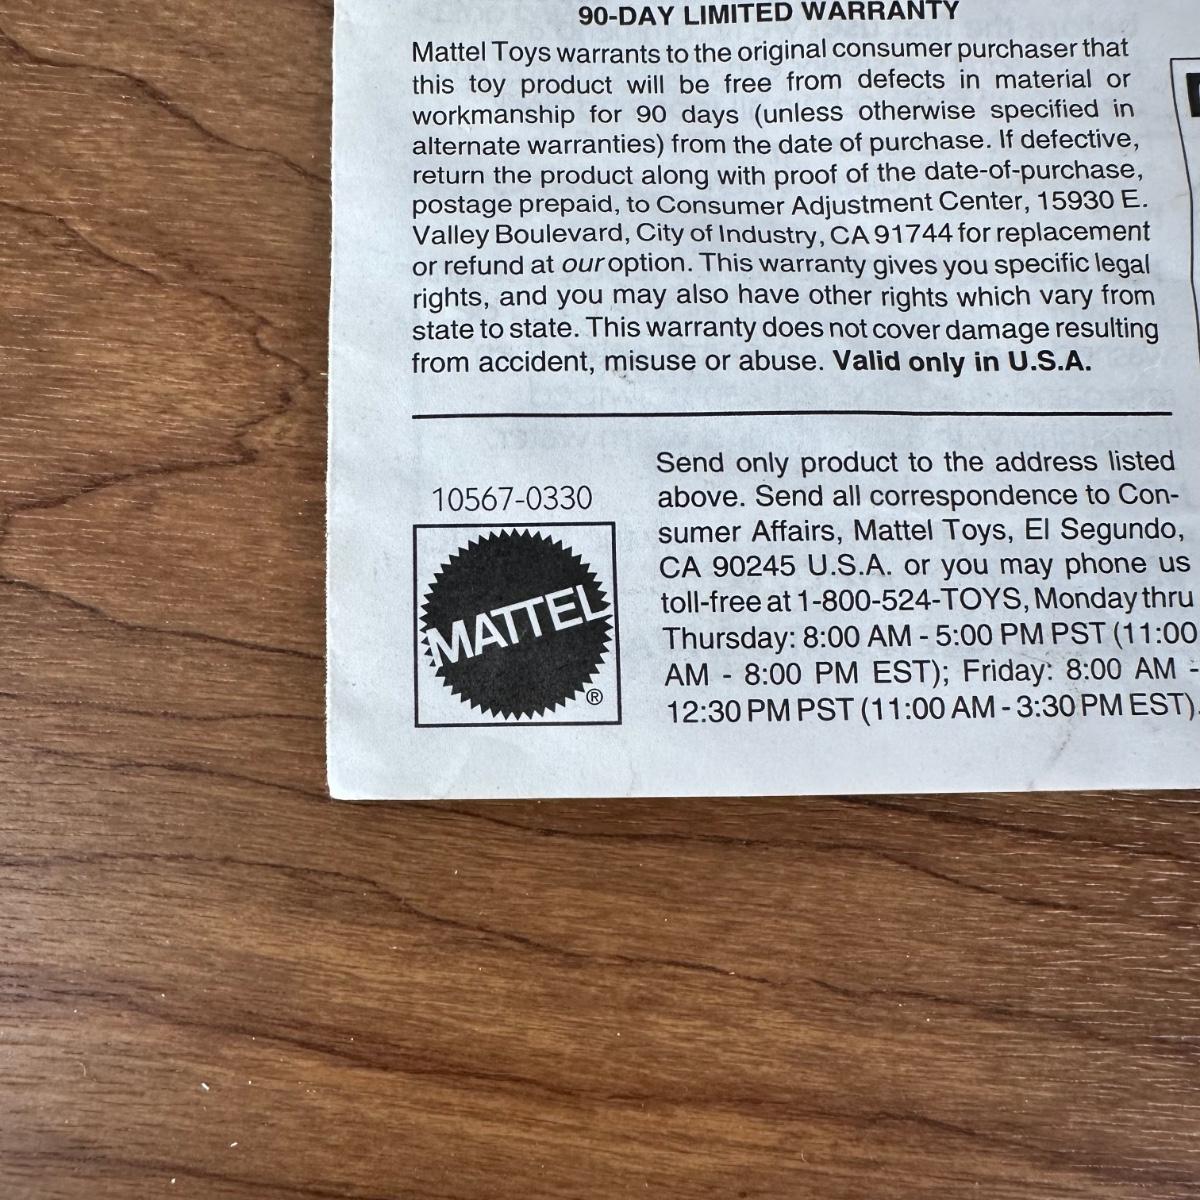 90-DAY LIMITED WARRANTY
Mattel Toys warrants to the original consumer purchaser that
this toy product will be free from defects in material or
workmanship for 90 days (unless otherwise specified in
alternate warranties) from the date of purchase. If defective,
return the product along with proof of the date-of-purchase,
postage prepaid, to Consumer Adjustment Center, 15930 E.
Valley Boulevard, City of Industry, CA 91744 for replacement
or refund at our option. This warranty gives you specific legal
rights, and you may also have other rights which vary from
state to state. This warranty does not cover damage resulting
from accident, misuse or abuse. Valid only in U.S.A.
10567-0330
MATTEL
®
Send only product to the address listed
above. Send all correspondence to Con-
sumer Affairs, Mattel Toys, El Segundo,
CA 90245 U.S.A. or you may phone us
toll-free at 1-800-524-TOYS, Monday thru
Thursday: 8:00 AM - 5:00 PM PST (11:00
AM - 8:00 PM EST); Friday: 8:00 AM -
12:30 PM PST (11:00 AM - 3:30 PM EST).